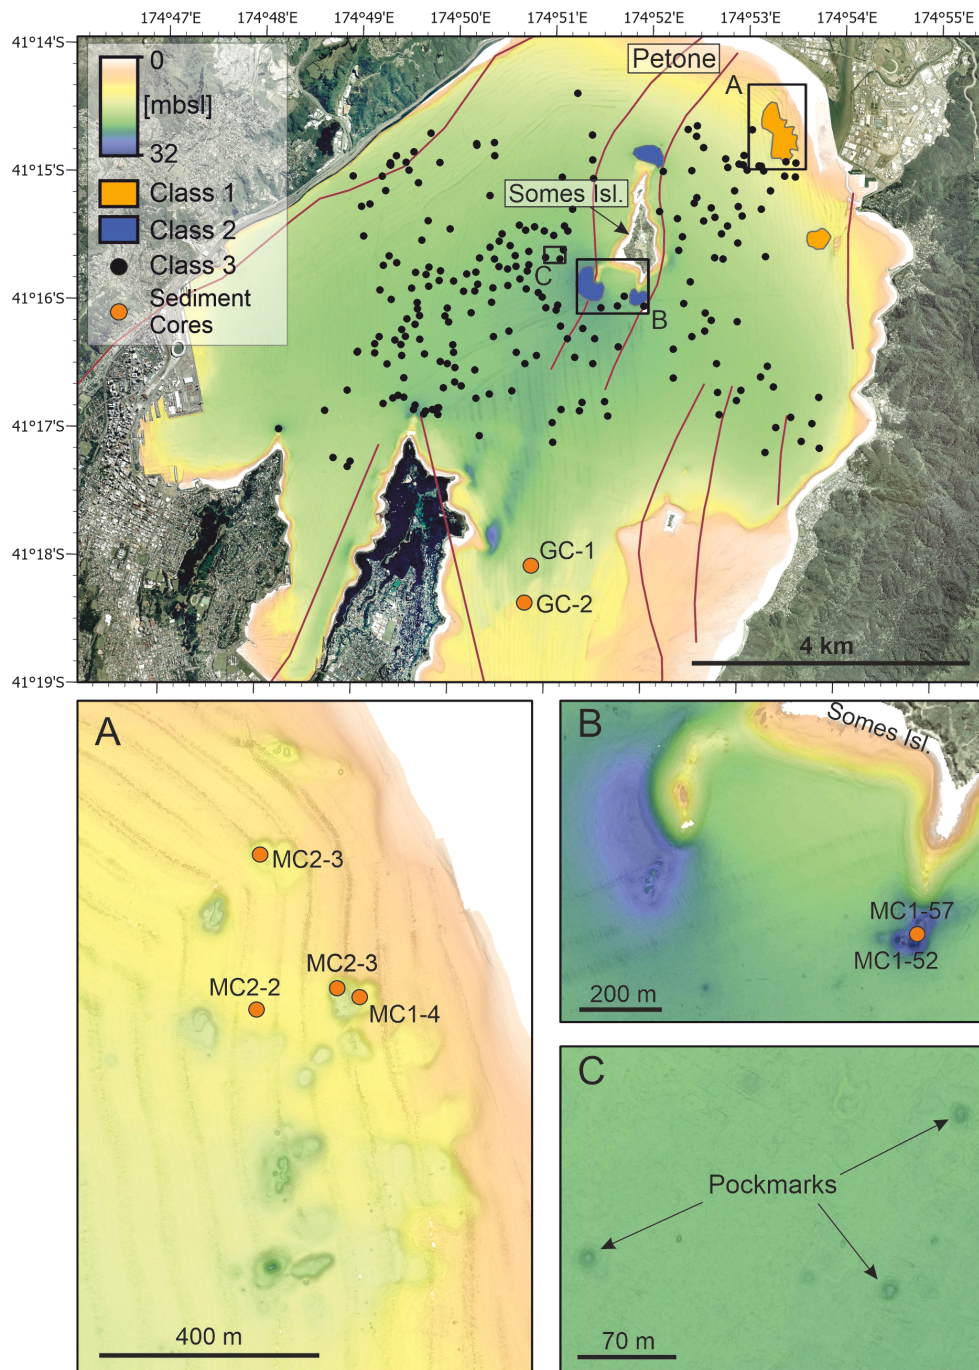 174°47'E 174°48'E 174°49'E 174°50'E 174°51'E 174°52'E 174°53'E 174°54'E 174°55'E
41°14'S
41°15'S
41°16'S
41°17'S
41°18'S
41°19'S
0
[mbsl]
32
Class 1
Class 2
Class 3
Sediment
Cores
Petone
A
Somes Isl.
C
B
GC-1
GC-2
4 km
A
MC2-3
MC2-3
MC2-2
MC1-4
400 m
B
Somes Isl.
MC1-57
MC1-52
200 m
C
Pockmarks
70 m